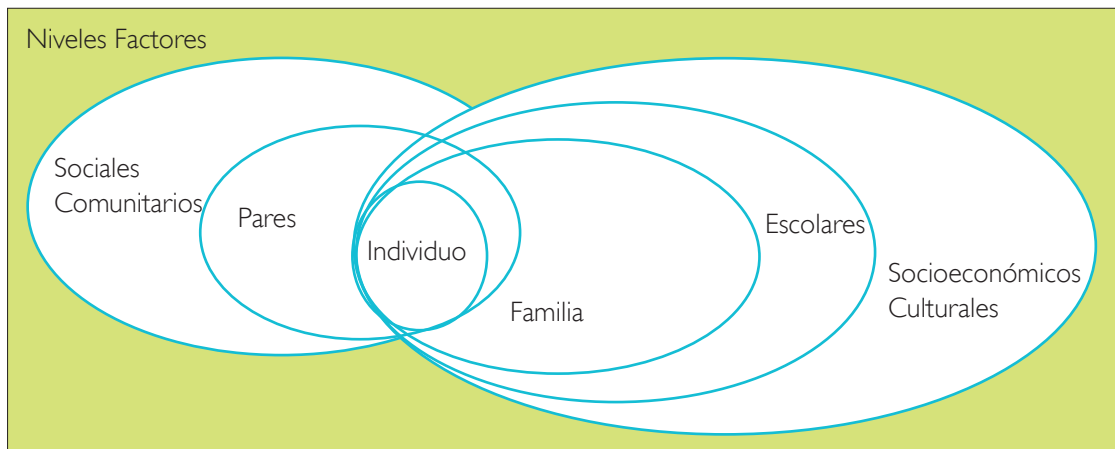 Niveles Factores
Sociales
Comunitarios
Pares
Individuo
Familia
Escolares
Socioeconómicos
Culturales